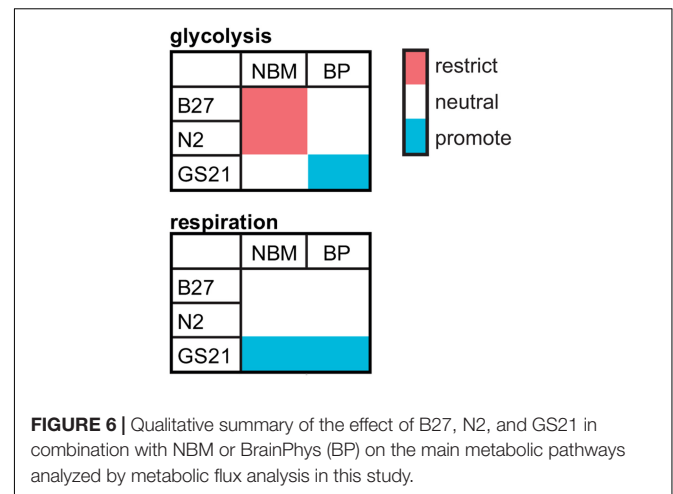 glycolysis
NBM BP
B27
N2
GS21
restrict
neutral
promote
respiration
NBM BP
B27
N2
GS21
FIGURE 6 | Qualitative summary of the effect of B27, N2, and GS21 in
combination with NBM or BrainPhys (BP) on the main metabolic pathways
analyzed by metabolic flux analysis in this study.